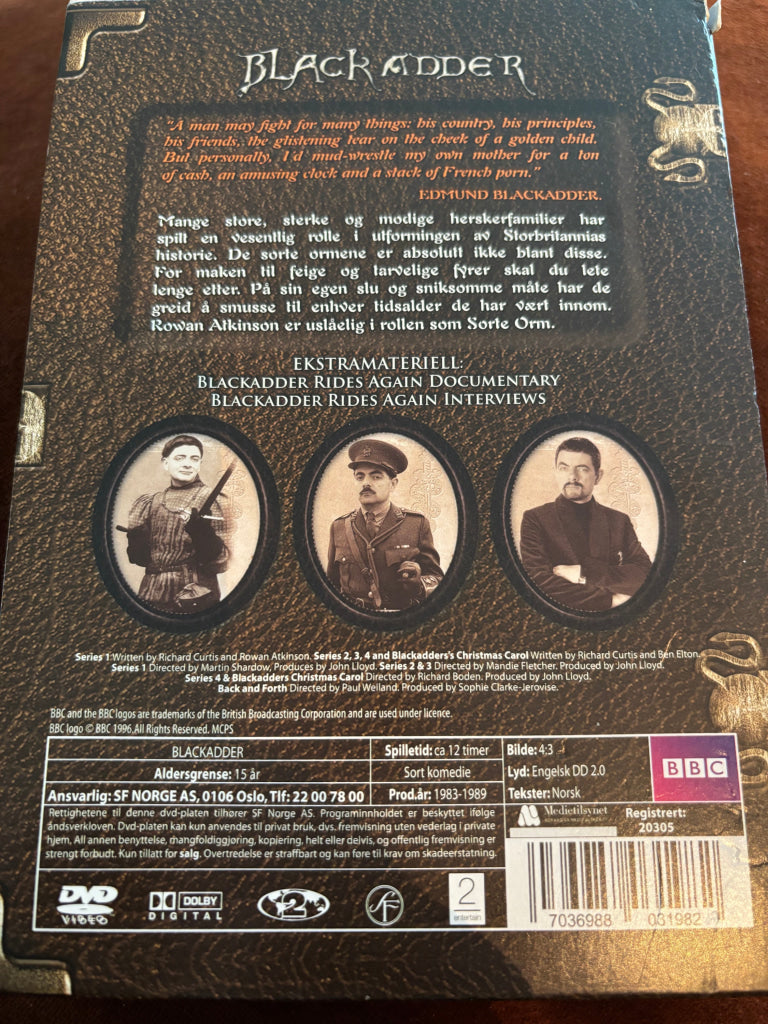 BLACKADDER
"A man may fight for many things: his country, his principles,
his friends, the glistening tear on the cheek of a golden child.
But personally, I'd mud-wrestle my own mother for a ton
of cash, an amusing clock and a stack of French porn."
EDMUND BLACKADDER.
Mange store, sterke og modige herskerfamilier har
spilt en vesentlig rolle i utformingen av Storbritannias
historie. De sorte ormene er absolutt ikke blant disse.
For maken til feige og tarvelige fyrer skal du lete
lenge etter. På sin egen slu og sniksomme måte har de
greid å smusse til enhver tidsalder de har vært innom.
Rowan Atkinson er uslåelig i rollen som Sorte Orm.
EKSTRAMATERIELL:
BLACKADDER RIDES AGAIN DOCUMENTARY
BLACKADDER RIDES AGAIN INTERVIEWS
Series 1 Written by Richard Curtis and Rowan Atkinson. Series 2, 3, 4 and Blackadders's Christmas Carol Written by Richard Curtis and Ben Elton.
Series 1 Directed by Martin Shardow, Produces by John Lloyd. Series 2 & 3 Directed by Mandie Fletcher. Produced by John Lloyd.
Series 4 & Blackadders Christmas Carol Directed by Richard Boden. Produced by John Lloyd.
Back and Forth Directed by Paul Weiland. Produced by Sophie Clarke-Jerovise.
BBC and the BBC logos are trademarks of the British Broadcasting Corporation and are used under licence.
BBC logo © BBC 1996. All Rights Reserved. MCPS
BLACKADDER
Spilletid: ca 12 timer
Bilde: 4:3
BBC
Aldersgrense: 15 år
Sort komedie
Lyd: Engelsk DD 2.0
Ansvarlig: SF NORGE AS, 0106 Oslo, Tlf: 22 00 78 00
Prod.år: 1983-1989
Tekster: Norsk
Rettighetene til denne dvd-platen tilhører SF Norge AS. Programinnholdet er beskyttet ifølge
åndsverkloven. Dvd-platen kan kun anvendes til privat bruk, dvs. fremvisning uten vederlag i private
hjem. All annen benyttelse, mangfoldiggjøring, kopiering, helt eller delvis, og offentlig fremvisning er
strengt forbudt. Kun tillatt for salg. Overtredelse er straffbart og kan føre til krav om skadeerstatning.
Medietilsynet
Registrert:
20305
DVD
VIDEO
DOLBY
DIGITAL
2
SF
2
entertain
7036988 031982